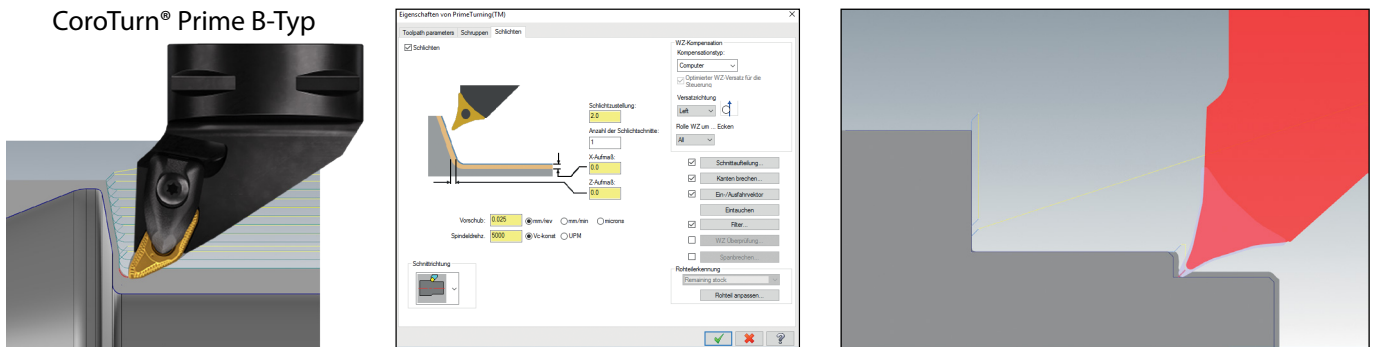 CoroTurn® Prime B-Typ
Eigenschaften von PrimeTurning(TM)
Toolpath parameters Schruppen Schlichten
Schlichten
Schlichtzustellung:
2.0
Anzahl der Schlichtschnitte:
1
X-Aufmaß:
0.0
Z-Aufmaß:
0.0
Vorschub: 0.025 mm/rev mm/min microns
Spindeldrehz. 5000 Vc-konst UPM
Schnittrichtung
WZ-Kompensation
Kompensationstyp:
Computer
Optimierter WZ-Versatz für die
Steuerung
Versatzrichtung
Left
Rolle WZ um ... Ecken
All
Schnittaufteilung...
Kanten brechen...
Ein-/Ausfahrvektor
Eintauchen
Filter...
WZ Überprüfung...
Spanbrechen...
Rohteilerkennung
Remaining stock
Rohteil anpassen...